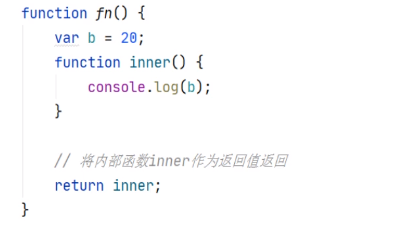 function fn() {
    var b = 20;
    function inner() {
        console.log(b);
    }

    // 将内部函数inner作为返回值返回
    return inner;
}